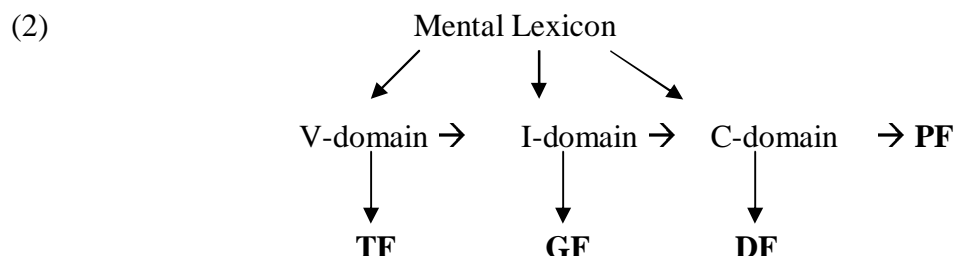 (2) Mental Lexicon
V-domain → I-domain → C-domain → PF
TF GF DF